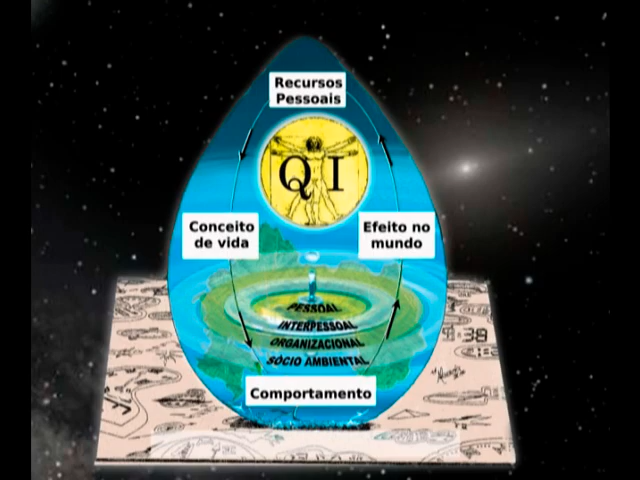 Recursos
Pessoais
QI
Conceito
de vida
Efeito no
mundo
PESSOAL
INTERPESSOAL
ORGANIZACIONAL
SÓCIO AMBIENTAL
Comportamento